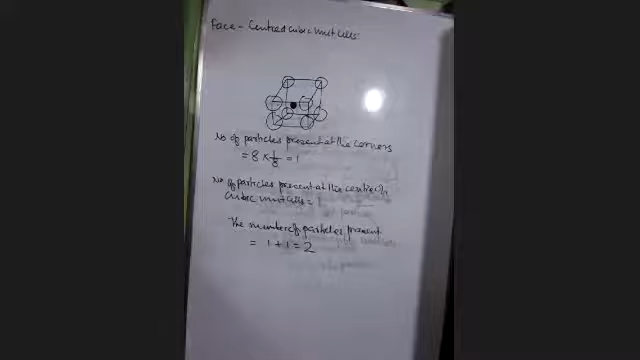 Face - Centred cubic unit cells:
No of particles present at the corners
= 8 × 1/8 = 1
No of particles present at the centre in
cubic unit cells = 1
The number of particles present
= 1 + 1 = 2